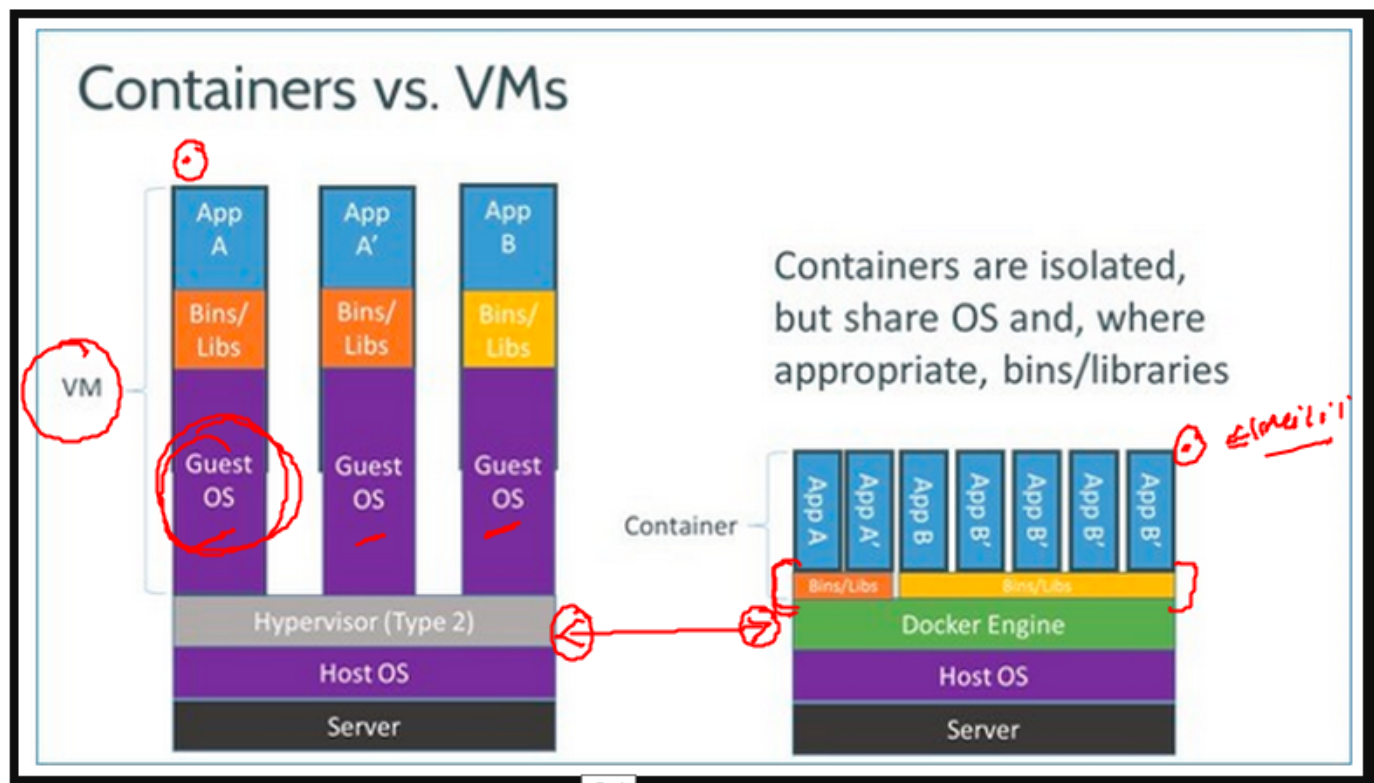 Containers vs. VMs
App
A
App
A'
App
B
Bins/
Libs
Bins/
Libs
Bins/
Libs
VM
Guest
OS
Guest
OS
Guest
OS
Hypervisor (Type 2)
Host OS
Server
Containers are isolated,
but share OS and, where
appropriate, bins/libraries
Container
App A
App A'
App B
App B'
App B'
App B'
App B'
Bins/Libs
Bins/Libs
Docker Engine
Host OS
Server